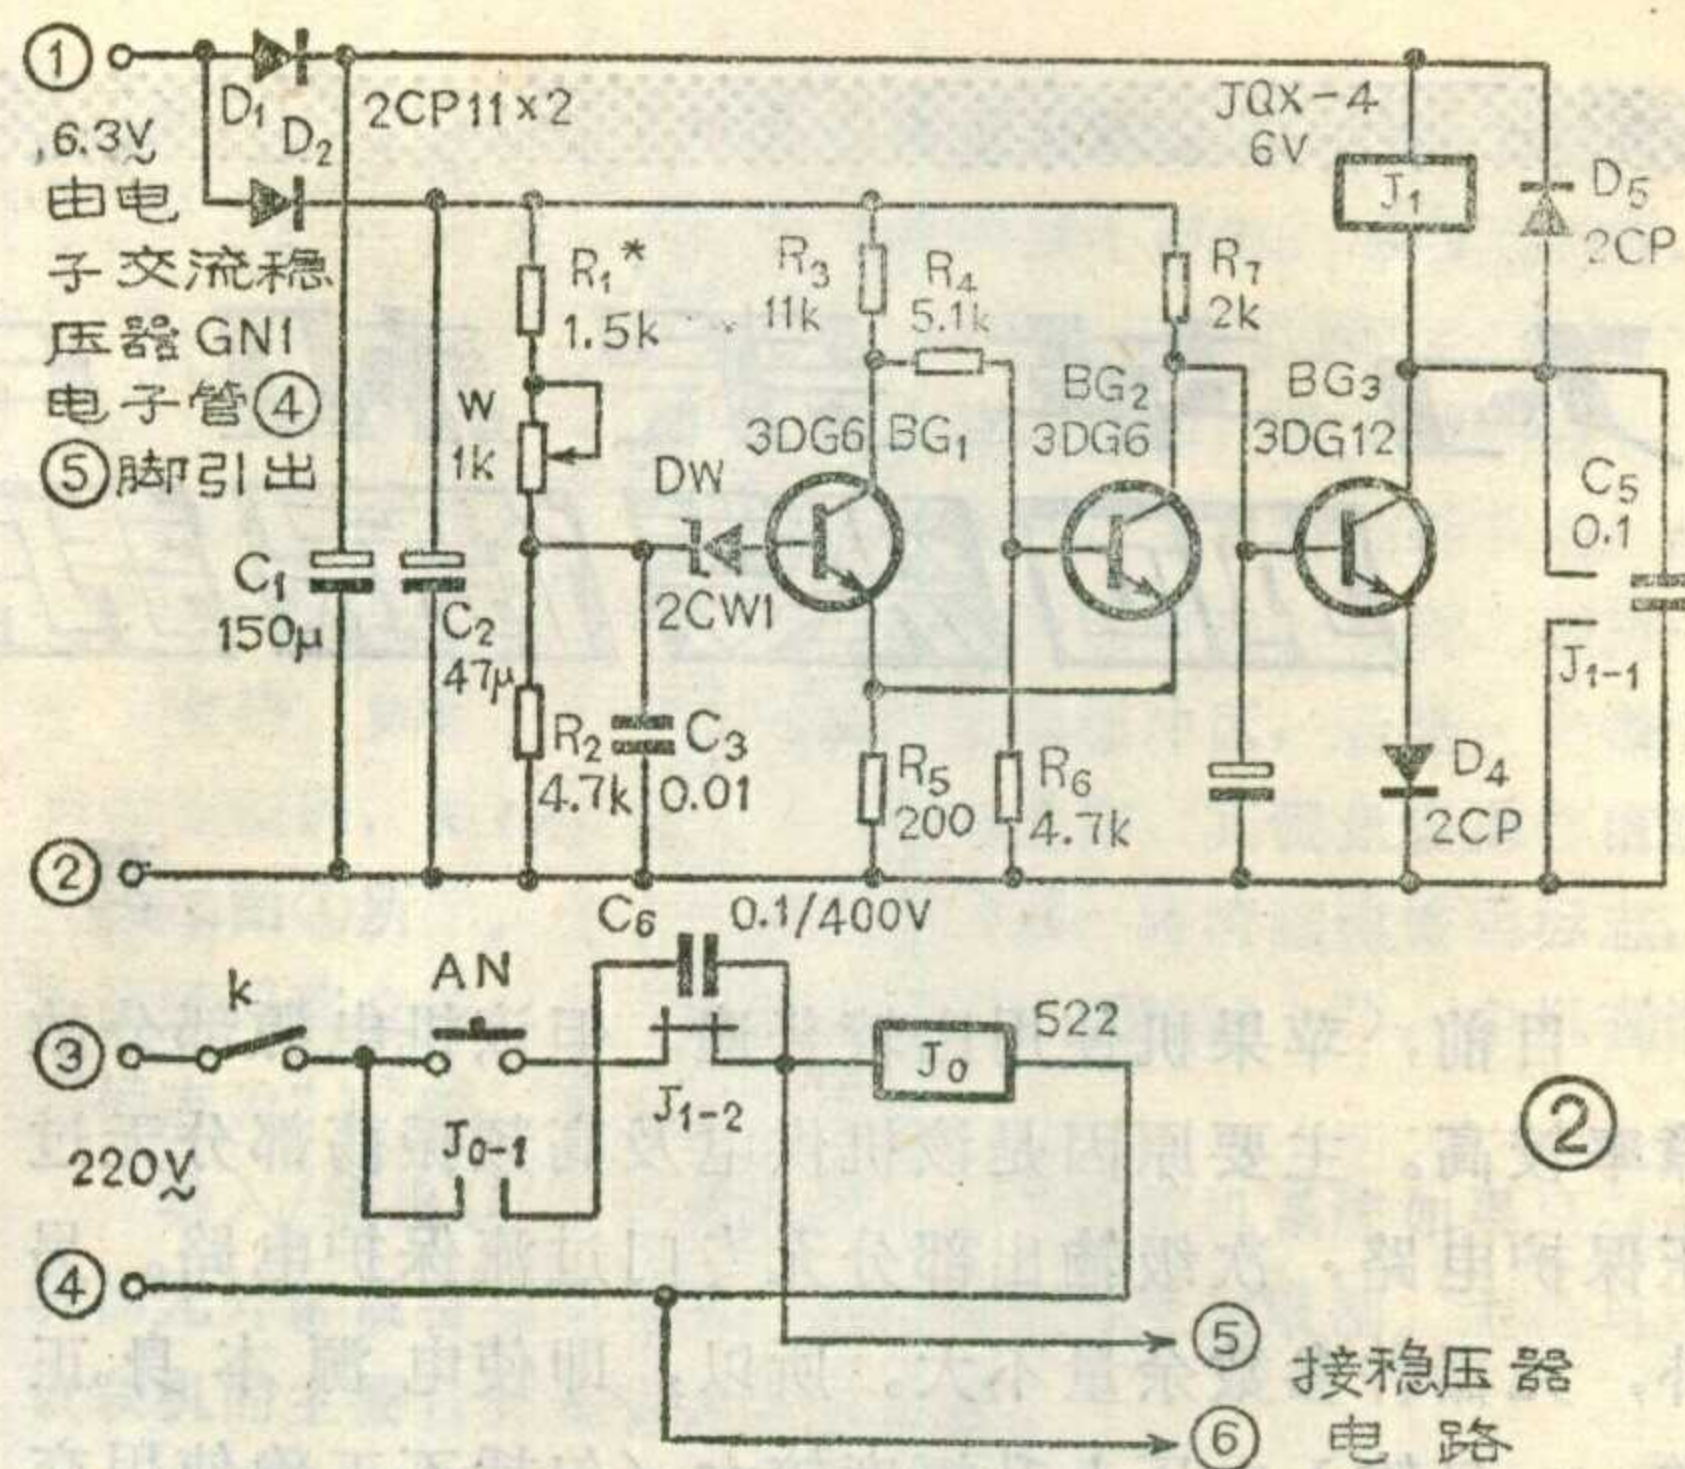 ①
D1
2CP11×2
D2
6.3V~
由电
子交流稳
压器GN1
电子管④
⑤脚引出
C1
150μ
C2
47μ
R1*
1.5k
W
1k
R2
4.7k
C3
0.01
DW
2CW1
R3
11k
R4
5.1k
3DG6 BG1
R5
200
R6
4.7k
BG2
3DG6
R7
2k
BG3
3DG12
JQX-4
6V
J1
D5
2CP
C5
0.1
J1-1
D4
2CP
②
C6 0.1/400V
k
AN
③
J0-1
J1-2
J0
522
220V~
④
②
⑤
接稳压器
⑥
电路